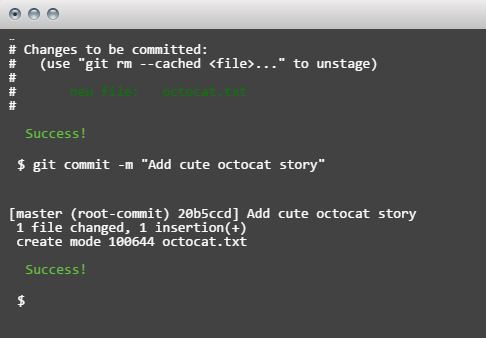 …
# Changes to be committed:
#   (use "git rm --cached <file>..." to unstage)
#
#       new file:   octocat.txt
#
Success!
$ git commit -m "Add cute octocat story"
[master (root-commit) 20b5ccd] Add cute octocat story
 1 file changed, 1 insertion(+)
 create mode 100644 octocat.txt
Success!
$